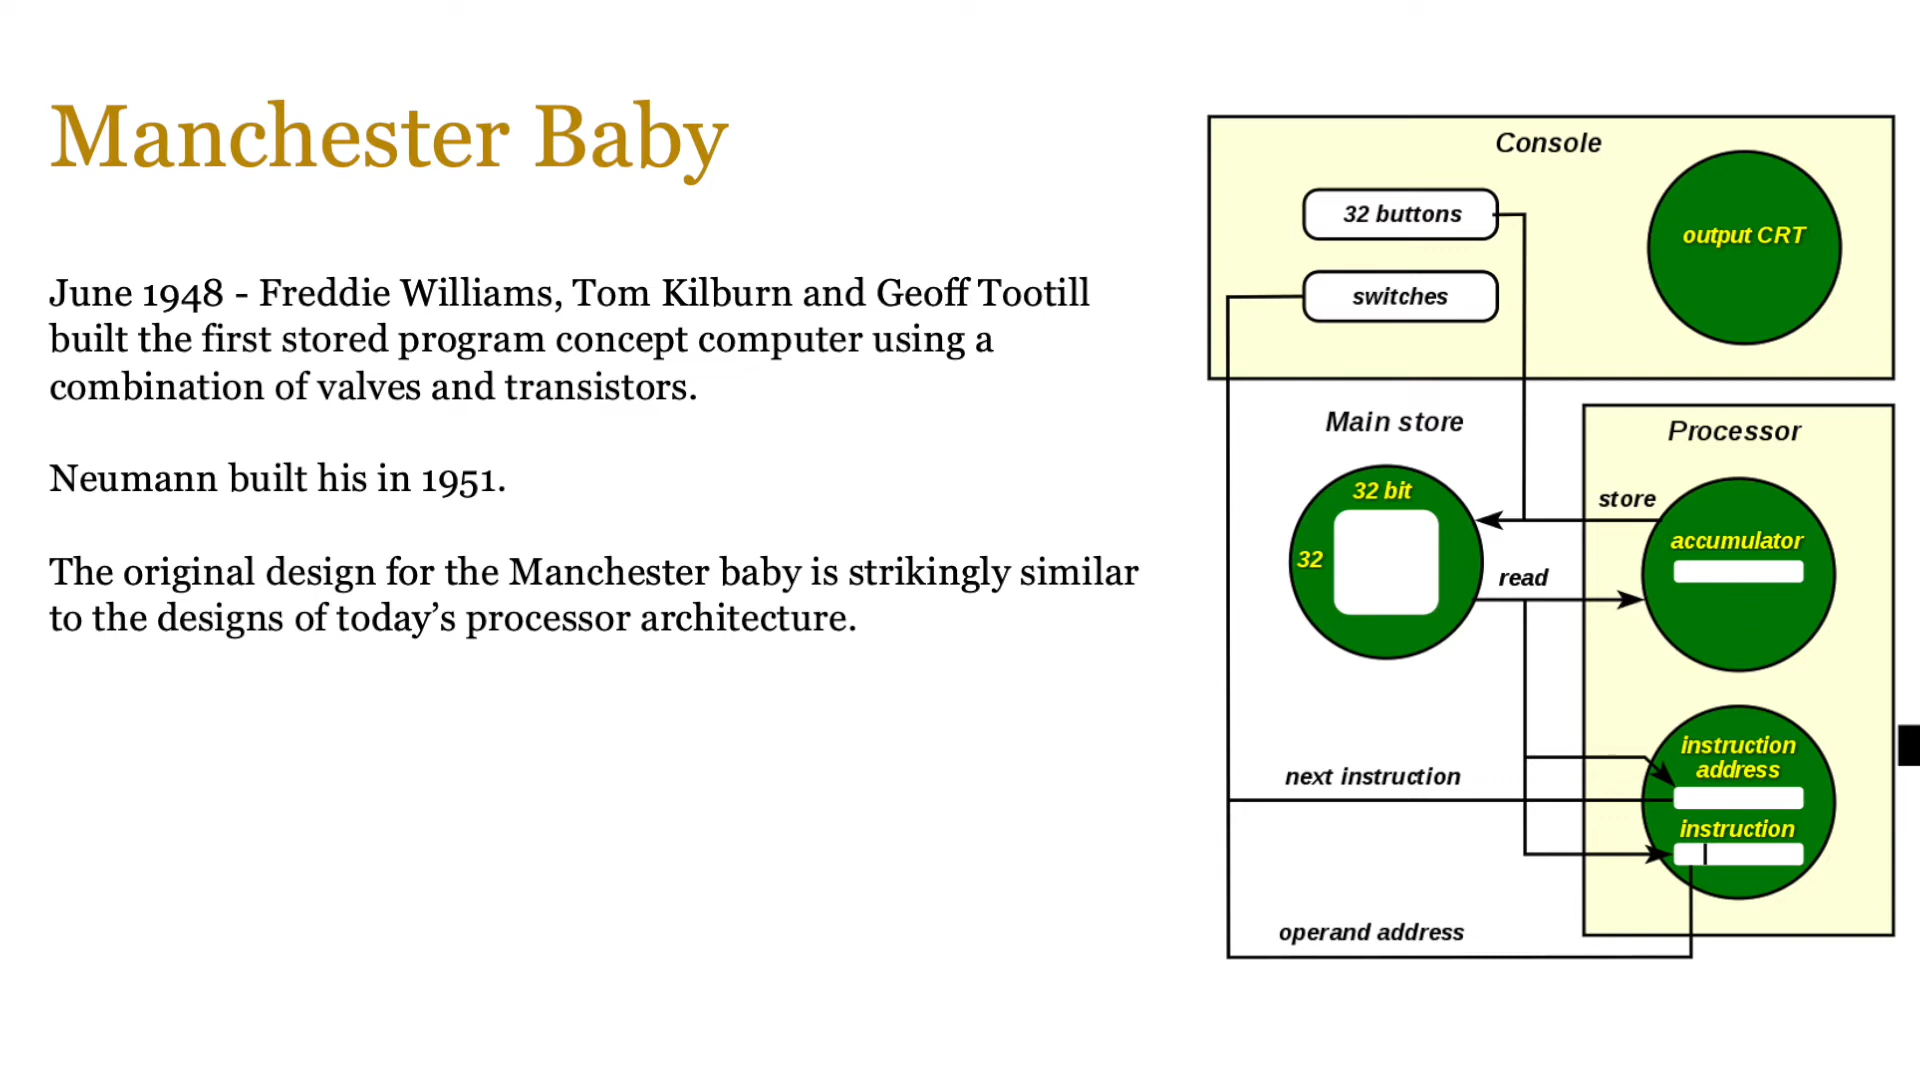 Manchester Baby
June 1948 - Freddie Williams, Tom Kilburn and Geoff Tootill
built the first stored program concept computer using a
combination of valves and transistors.
Neumann built his in 1951.
The original design for the Manchester baby is strikingly similar
to the designs of today’s processor architecture.
Console
32 buttons
switches
output CRT
Main store
32 bit
32
Processor
store
accumulator
read
instruction
address
next instruction
instruction
operand address